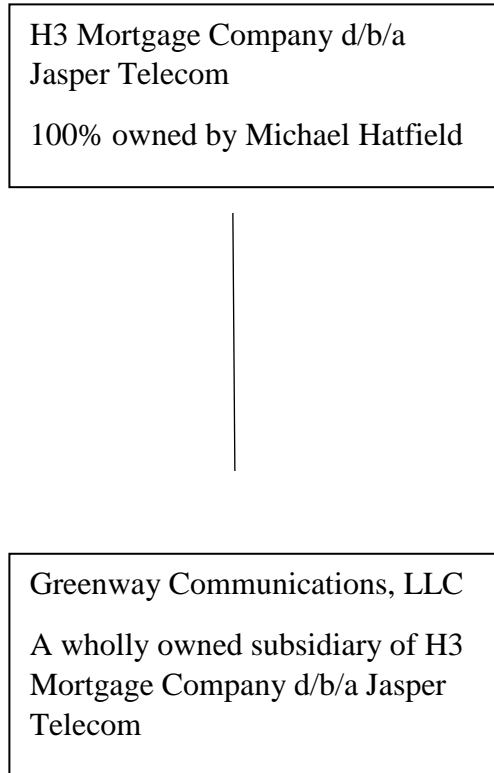 H3 Mortgage Company d/b/a
Jasper Telecom
100% owned by Michael Hatfield
Greenway Communications, LLC
A wholly owned subsidiary of H3
Mortgage Company d/b/a Jasper
Telecom